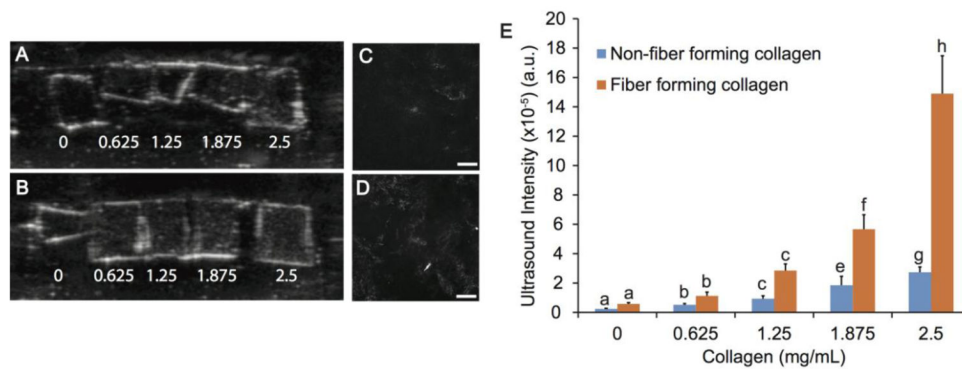 A
0 0.625 1.25 1.875 2.5
B
0 0.625 1.25 1.875 2.5
C
D
E
Ultrasound Intensity (x10⁻⁵) (a.u.)
20
18
16
14
12
10
8
6
4
2
0
Non-fiber forming collagen
Fiber forming collagen
a a b b c c e f g h
0 0.625 1.25 1.875 2.5
Collagen (mg/mL)